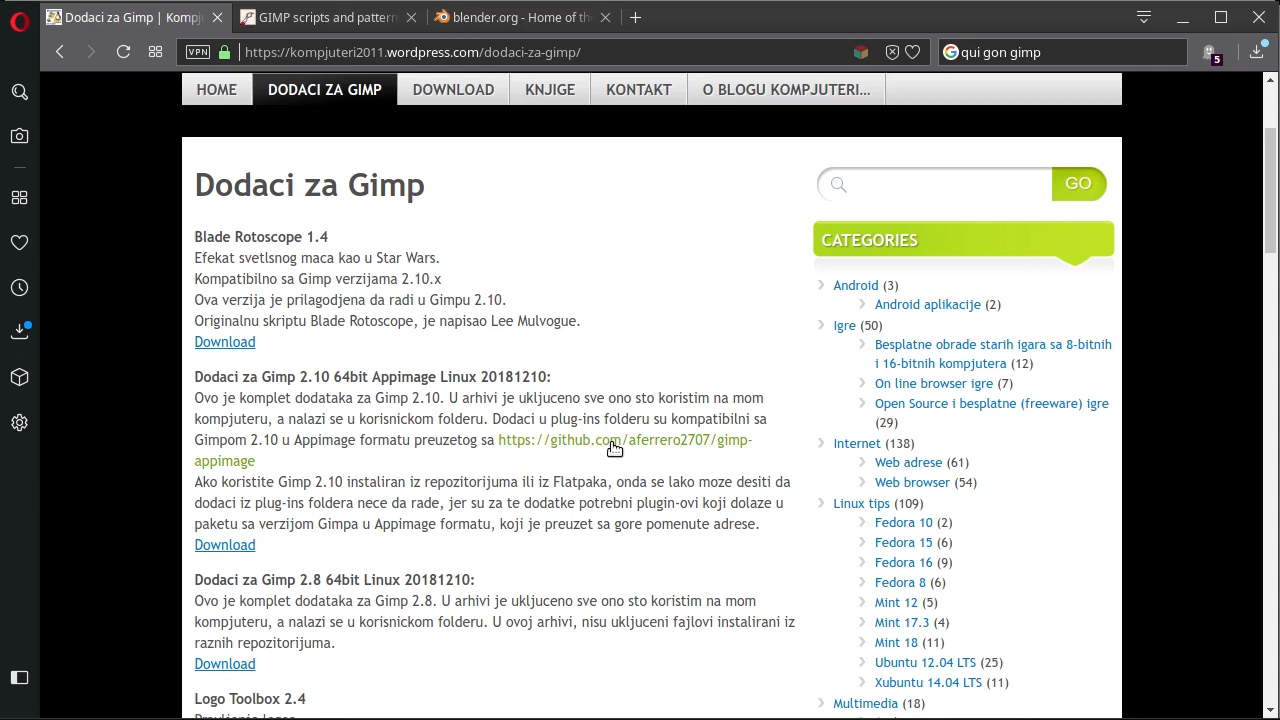 Dodaci za Gimp | Kompj
GIMP scripts and pattern
blender.org - Home of th
VPN
https://kompjuteri2011.wordpress.com/dodaci-za-gimp/
qui gon gimp
5
HOME
DODACI ZA GIMP
DOWNLOAD
KNJIGE
KONTAKT
O BLOGU KOMPJUTERI...
Dodaci za Gimp
Blade Rotoscope 1.4
Efekat svetlsnog maca kao u Star Wars.
Kompatibilno sa Gimp verzijama 2.10.x
Ova verzija je prilagodjena da radi u Gimpu 2.10.
Originalnu skriptu Blade Rotoscope, je napisao Lee Mulvogue.
Download
Dodaci za Gimp 2.10 64bit Appimage Linux 20181210:
Ovo je komplet dodataka za Gimp 2.10. U arhivi je ukljuceno sve ono sto koristim na mom
kompjuteru, a nalazi se u korisnickom folderu. Dodaci u plug-ins folderu su kompatibilni sa
Gimpom 2.10 u Appimage formatu preuzetog sa https://github.com/aferrero2707/gimp-
appimage
Ako koristite Gimp 2.10 instaliran iz repozitorijuma ili iz Flatpaka, onda se lako moze desiti da
dodaci iz plug-ins foldera nece da rade, jer su za te dodatke potrebni plugin-ovi koji dolaze u
paketu sa verzijom Gimpa u Appimage formatu, koji je preuzet sa gore pomenute adrese.
Download
Dodaci za Gimp 2.8 64bit Linux 20181210:
Ovo je komplet dodataka za Gimp 2.8. U arhivi je ukljuceno sve ono sto koristim na mom
kompjuteru, a nalazi se u korisnickom folderu. U ovoj arhivi, nisu ukljuceni fajlovi instalirani iz
raznih repozitorijuma.
Download
Logo Toolbox 2.4
GO
CATEGORIES
Android (3)
Android aplikacije (2)
Igre (50)
Besplatne obrade starih igara sa 8-bitnih
i 16-bitnih kompjutera (12)
On line browser igre (7)
Open Source i besplatne (freeware) igre
(29)
Internet (138)
Web adrese (61)
Web browser (54)
Linux tips (109)
Fedora 10 (2)
Fedora 15 (6)
Fedora 16 (9)
Fedora 8 (6)
Mint 12 (5)
Mint 17.3 (4)
Mint 18 (11)
Ubuntu 12.04 LTS (25)
Xubuntu 14.04 LTS (11)
Multimedia (18)